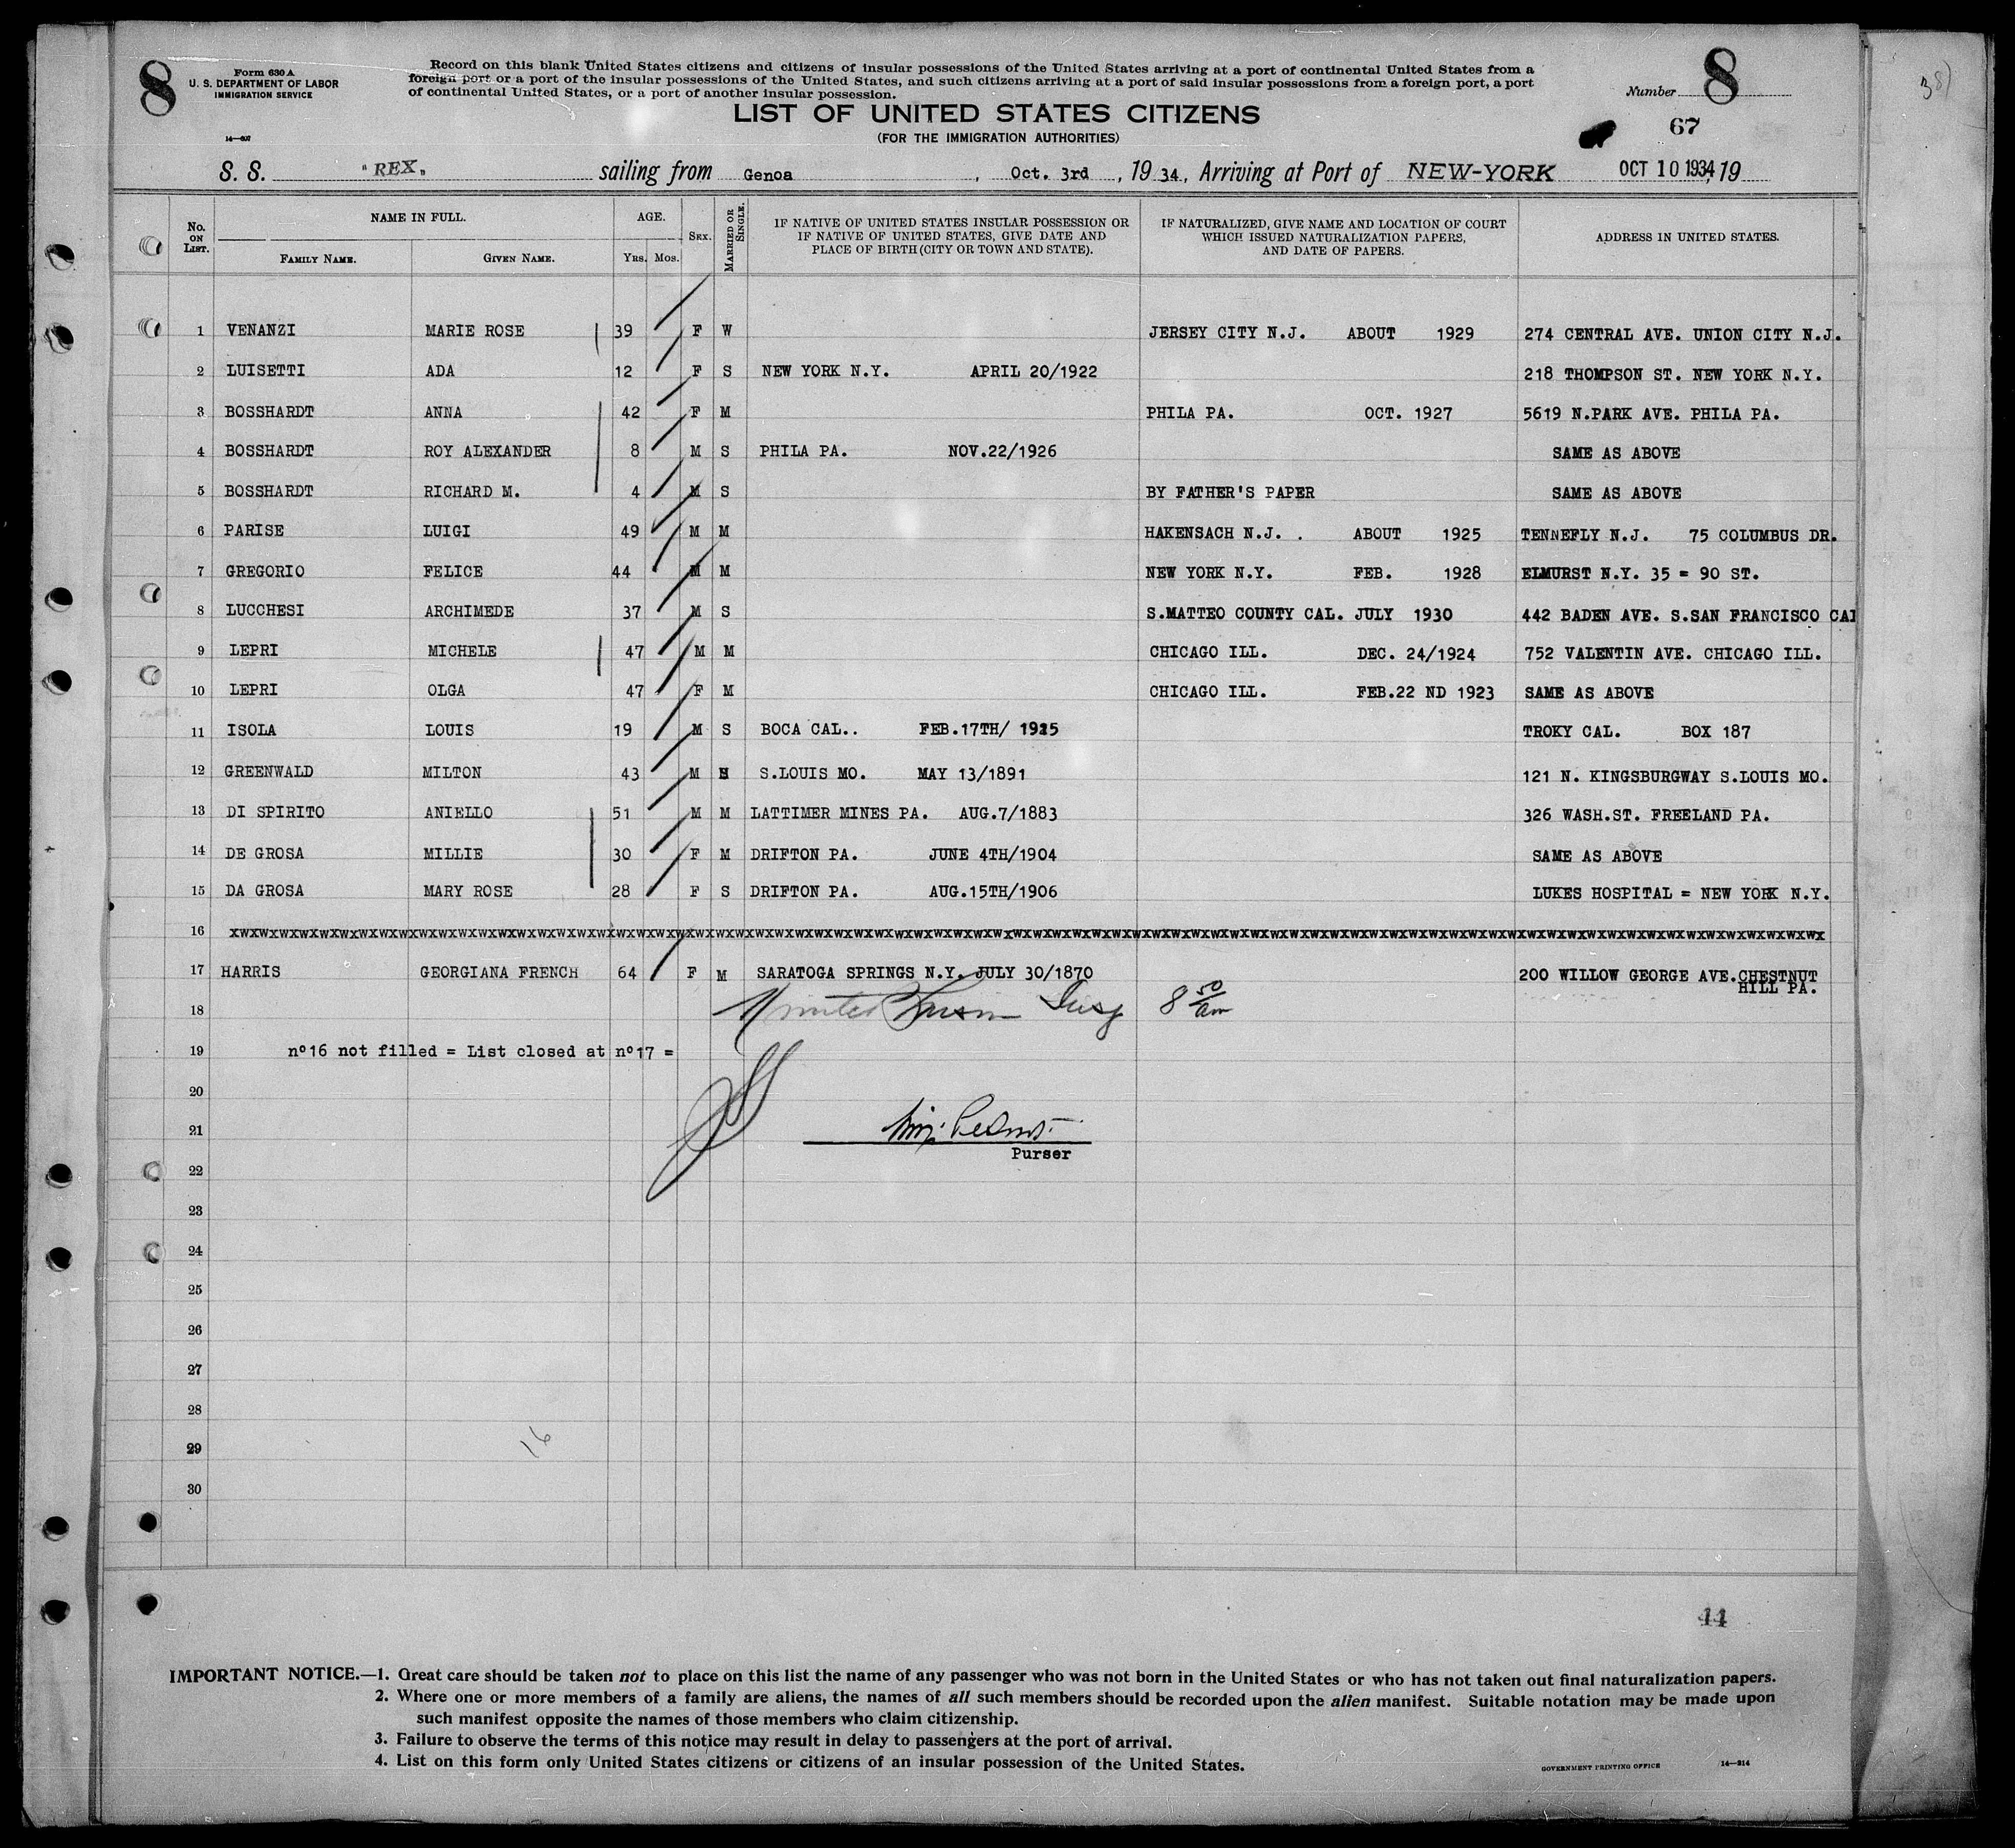 8
Form 630 A
U. S. DEPARTMENT OF LABOR
IMMIGRATION SERVICE
14—607
Record on this blank United States citizens and citizens of insular possessions of the United States arriving at a port of continental United States from a
foreign port or a port of the insular possessions of the United States, and such citizens arriving at a port of said insular possessions from a foreign port, a port
of continental United States, or a port of another insular possession.
LIST OF UNITED STATES CITIZENS
(FOR THE IMMIGRATION AUTHORITIES)
Number 8
67
38)
S. S. "REX" sailing from Genoa, Oct. 3rd, 1934, Arriving at Port of NEW-YORK OCT 10 1934, 19
No. ON LIST. NAME IN FULL. AGE. SEX. MARRIED OR SINGLE. IF NATIVE OF UNITED STATES INSULAR POSSESSION OR IF NATIVE OF UNITED STATES, GIVE DATE AND PLACE OF BIRTH (CITY OR TOWN AND STATE). IF NATURALIZED, GIVE NAME AND LOCATION OF COURT WHICH ISSUED NATURALIZATION PAPERS, AND DATE OF PAPERS. ADDRESS IN UNITED STATES.
FAMILY NAME. GIVEN NAME. YRS. MOS.
1 VENANZI MARIE ROSE 39 F W JERSEY CITY N.J. ABOUT 1929 274 CENTRAL AVE. UNION CITY N.J.
2 LUISETTI ADA 12 F S NEW YORK N.Y. APRIL 20/1922 218 THOMPSON ST. NEW YORK N.Y.
3 BOSSHARDT ANNA 42 F M PHILA PA. OCT. 1927 5619 N.PARK AVE. PHILA PA.
4 BOSSHARDT ROY ALEXANDER 8 M S PHILA PA. NOV.22/1926 SAME AS ABOVE
5 BOSSHARDT RICHARD M. 4 M S BY FATHER'S PAPER SAME AS ABOVE
6 PARISE LUIGI 49 M M HAKENSACH N.J. . ABOUT 1925 TENNEFLY N.J. 75 COLUMBUS DR.
7 GREGORIO FELICE 44 M M NEW YORK N.Y. FEB. 1928 ELMURST N.Y. 35 = 90 ST.
8 LUCCHESI ARCHIMEDE 37 M S S.MATTEO COUNTY CAL. JULY 1930 442 BADEN AVE. S.SAN FRANCISCO CAL
9 LEPRI MICHELE 47 M M CHICAGO ILL. DEC. 24/1924 752 VALENTIN AVE. CHICAGO ILL.
10 LEPRI OLGA 47 F M CHICAGO ILL. FEB.22 ND 1923 SAME AS ABOVE
11 ISOLA LOUIS 19 M S BOCA CAL.. FEB.17TH/ 1915 TROKY CAL. BOX 187
12 GREENWALD MILTON 43 M S.LOUIS MO. MAY 13/1891 121 N. KINGSBURGWAY S.LOUIS MO.
13 DI SPIRITO ANIELLO 51 M M LATTIMER MINES PA. AUG.7/1883 326 WASH.ST. FREELAND PA.
14 DE GROSA MILLIE 30 F M DRIFTON PA. JUNE 4TH/1904 SAME AS ABOVE
15 DA GROSA MARY ROSE 28 F S DRIFTON PA. AUG.15TH/1906 LUKES HOSPITAL = NEW YORK N.Y.
16
17 HARRIS GEORGIANA FRENCH 64 F M SARATOGA SPRINGS N.Y. JULY 30/1870 200 WILLOW GEORGE AVE.CHESTNUT
HILL PA.
18 8 50/am
19 nº16 not filled = List closed at nº17 =
20
21
Purser
22
23
24
25
26
27
28
29
16
30
11
IMPORTANT NOTICE.—1. Great care should be taken not to place on this list the name of any passenger who was not born in the United States or who has not taken out final naturalization papers.
2. Where one or more members of a family are aliens, the names of all such members should be recorded upon the alien manifest. Suitable notation may be made upon
such manifest opposite the names of those members who claim citizenship.
3. Failure to observe the terms of this notice may result in delay to passengers at the port of arrival.
4. List on this form only United States citizens or citizens of an insular possession of the United States.
GOVERNMENT PRINTING OFFICE 14—214